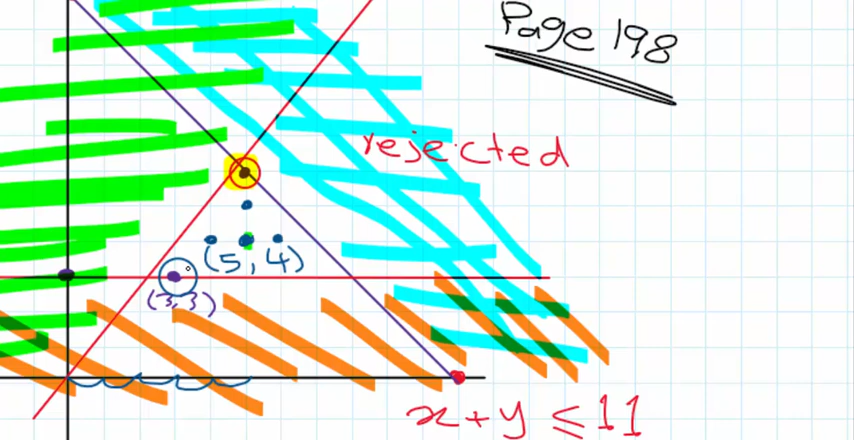 Page 198
rejected
(5,4)
(3,3)
x+y ≤ 11